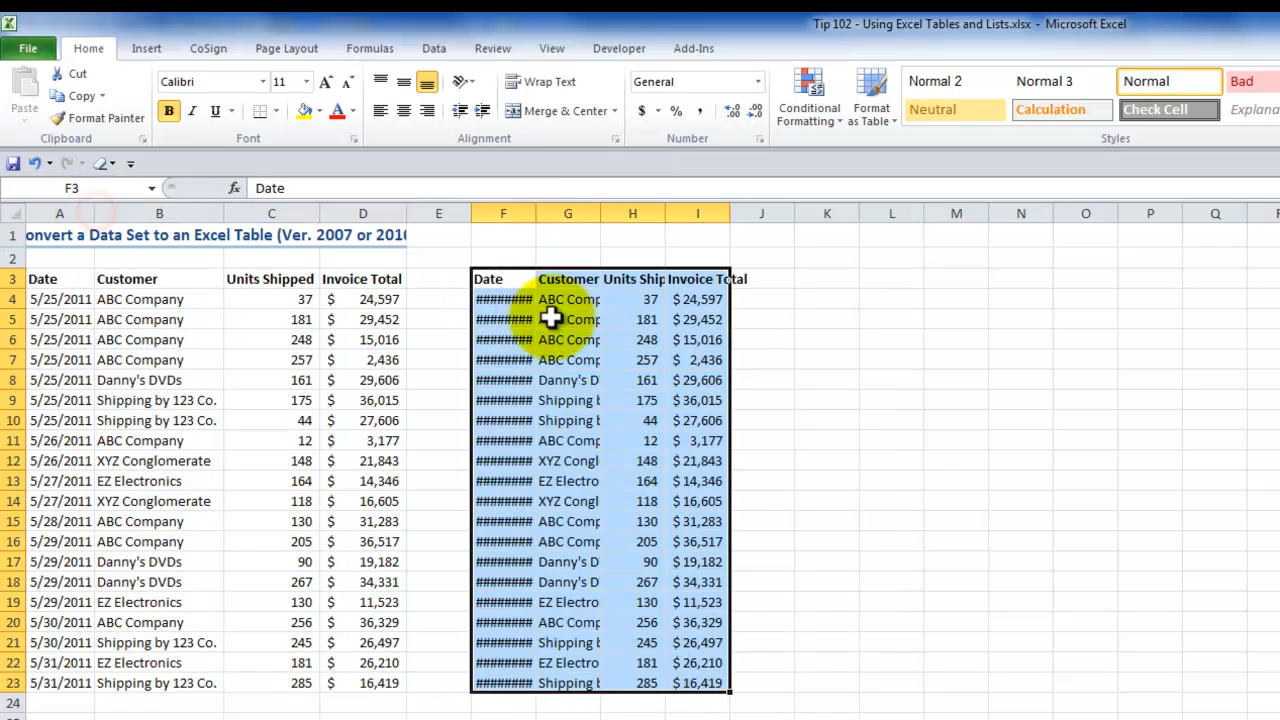 Tip 102 - Using Excel Tables and Lists.xlsx - Microsoft Excel
File Home Insert CoSign Page Layout Formulas Data Review View Developer Add-Ins
Cut Calibri 11 Wrap Text General Normal 2 Normal 3 Normal Bad
Paste Copy Format Painter B I U Merge & Center $ % , Conditional Formatting Format as Table Neutral Calculation Check Cell Explana
Clipboard Font Alignment Number Styles
F3 fx Date
A B C D E F G H I J K L M N O P Q
1 onvert a Data Set to an Excel Table (Ver. 2007 or 2010
2
3 Date Customer Units Shipped Invoice Total Date Customer Units Ship Invoice Total
4 5/25/2011 ABC Company 37 $ 24,597 ######## ABC Comp 37 $ 24,597
5 5/25/2011 ABC Company 181 $ 29,452 ######## Comp 181 $ 29,452
6 5/25/2011 ABC Company 248 $ 15,016 ######## ABC Comp 248 $ 15,016
7 5/25/2011 ABC Company 257 $ 2,436 ######## ABC Comp 257 $ 2,436
8 5/25/2011 Danny's DVDs 161 $ 29,606 ######## Danny's D 161 $ 29,606
9 5/25/2011 Shipping by 123 Co. 175 $ 36,015 ######## Shipping b 175 $ 36,015
10 5/25/2011 Shipping by 123 Co. 44 $ 27,606 ######## Shipping b 44 $ 27,606
11 5/26/2011 ABC Company 12 $ 3,177 ######## ABC Comp 12 $ 3,177
12 5/26/2011 XYZ Conglomerate 148 $ 21,843 ######## XYZ Congl 148 $ 21,843
13 5/27/2011 EZ Electronics 164 $ 14,346 ######## EZ Electro 164 $ 14,346
14 5/27/2011 XYZ Conglomerate 118 $ 16,605 ######## XYZ Congl 118 $ 16,605
15 5/28/2011 ABC Company 130 $ 31,283 ######## ABC Comp 130 $ 31,283
16 5/29/2011 ABC Company 205 $ 36,517 ######## ABC Comp 205 $ 36,517
17 5/29/2011 Danny's DVDs 90 $ 19,182 ######## Danny's D 90 $ 19,182
18 5/29/2011 Danny's DVDs 267 $ 34,331 ######## Danny's D 267 $ 34,331
19 5/29/2011 EZ Electronics 130 $ 11,523 ######## EZ Electro 130 $ 11,523
20 5/30/2011 ABC Company 256 $ 36,329 ######## ABC Comp 256 $ 36,329
21 5/30/2011 Shipping by 123 Co. 245 $ 26,497 ######## Shipping b 245 $ 26,497
22 5/31/2011 EZ Electronics 181 $ 26,210 ######## EZ Electro 181 $ 26,210
23 5/31/2011 Shipping by 123 Co. 285 $ 16,419 ######## Shipping b 285 $ 16,419
24